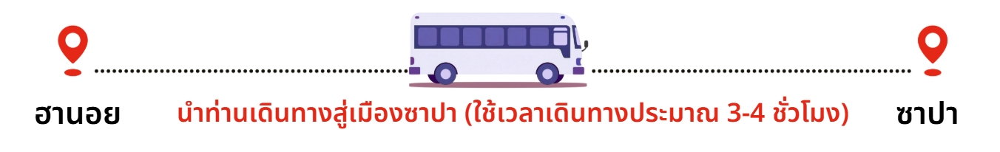 ฮานอย
นำท่านเดินทางสู่เมืองซาปา (ใช้เวลาเดินทางประมาณ 3-4 ชั่วโมง)
ซาปา